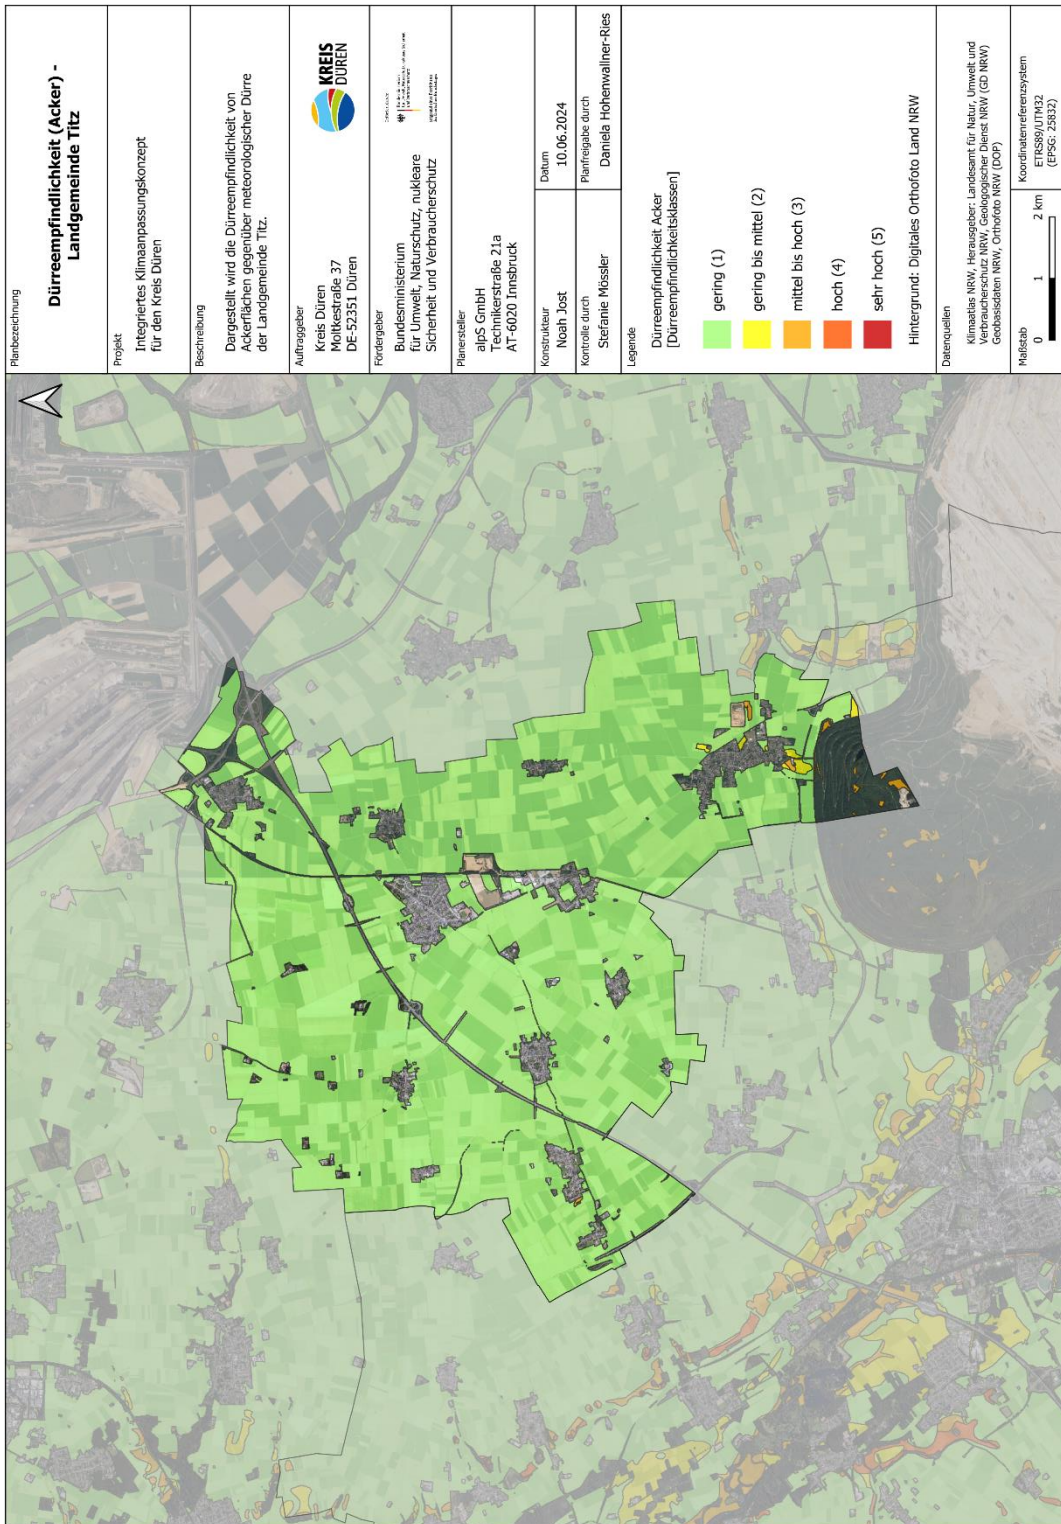 Planbezeichnung
Dürreempfindlichkeit (Acker) -
Landgemeinde Titz
Projekt
Integriertes Klimaanpassungskonzept
für den Kreis Düren
Beschreibung
Dargestellt wird die Dürreempfindlichkeit von
Ackerflächen gegenüber meteorologischer Dürre
der Landgemeinde Titz.
Auftraggeber
Kreis Düren
Moltkestraße 37
DE-52351 Düren
KREIS
DÜREN
Fördergeber
Bundesministerium
für Umwelt, Naturschutz, nukleare
Sicherheit und Verbraucherschutz
Planersteller
alpS GmbH
Technikerstraße 21a
AT-6020 Innsbruck
Konstrukteur
Noah Jost
Datum
10.06.2024
Kontrolle durch
Stefanie Mössler
Planfreigabe durch
Daniela Hohenwallner-Ries
Legende
Dürreempfindlichkeit Acker
[Dürreempfindlichkeitsklassen]
gering (1)
gering bis mittel (2)
mittel bis hoch (3)
hoch (4)
sehr hoch (5)
Hintergrund: Digitales Orthofoto Land NRW
Datenquellen
Klimaatlas NRW, Herausgeber: Landesamt für Natur, Umwelt und
Verbraucherschutz NRW, Geologogischer Dienst NRW (GD NRW)
Geobasisdaten NRW, Orthofoto NRW (DOP)
Maßstab
0 1 2 km
Koordinatenreferenzsystem
ETRS89/UTM32
(EPSG: 25832)